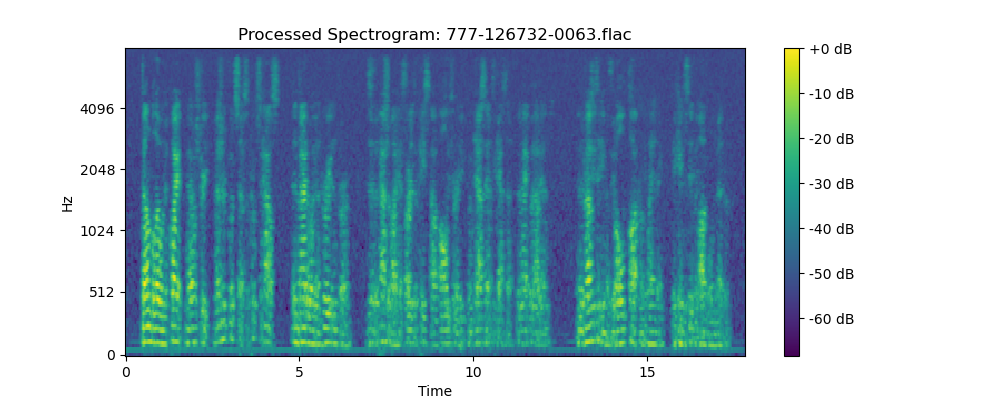 Processed Spectrogram: 777-126732-0063.flac
Hz
4096
2048
1024
512
0
0 5 10 15
Time
+0 dB
-10 dB
-20 dB
-30 dB
-40 dB
-50 dB
-60 dB